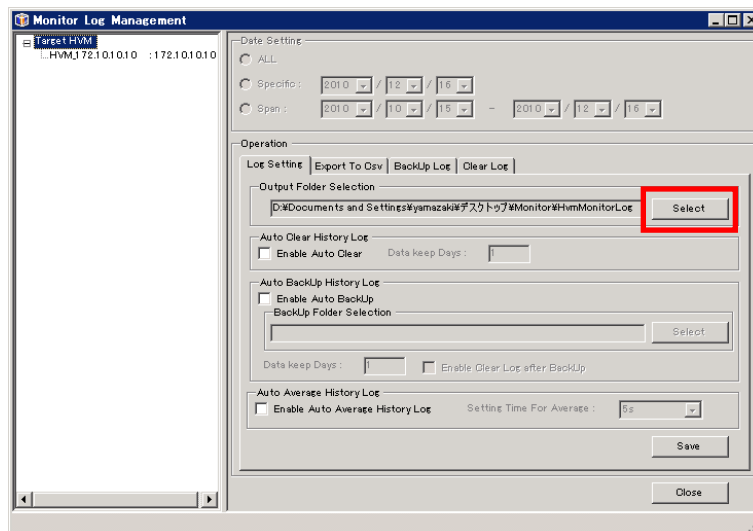 Monitor Log Management
Target HVM
HVM_172.10.10.10 : 172.10.10.10
Date Setting
ALL
Specific : 2010 / 12 / 16
Span : 2010 / 10 / 15 - 2010 / 12 / 16
Operation
Log Setting Export To Csv BackUp Log Clear Log
Output Folder Selection
D:¥Documents and Settings¥yamazaki¥デスクトップ¥Monitor¥HvmMonitorLog Select
Auto Clear History Log
Enable Auto Clear Data keep Days : 1
Auto BackUp History Log
Enable Auto BackUp
BackUp Folder Selection
Select
Data keep Days : 1 Enable Clear Log after BackUp
Auto Average History Log
Enable Auto Average History Log Setting Time For Average : 5s
Save
Close